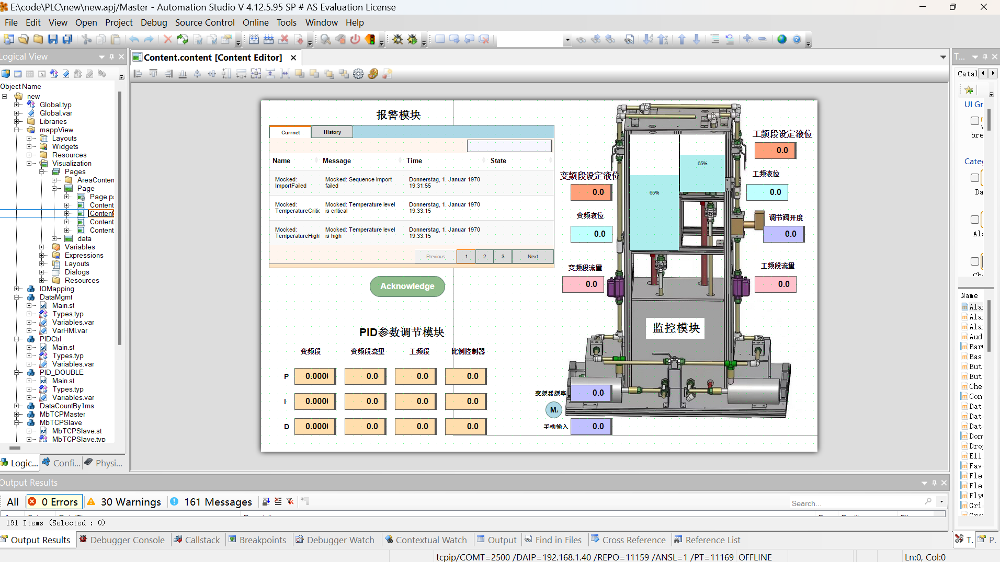 E:\code\PLC\new\new.apj/Master - Automation Studio V 4.12.5.95 SP # AS Evaluation License
File Edit View Open Project Debug Source Control Online Tools Window Help
Logical View
Content.content [Content Editor]
Object Name
new
Global.typ
Global.var
Libraries
mappView
Layouts
Widgets
Resources
Visualization
Pages
AreaConten
Page
Page.pa
Content
Content
Content
Content
data
Variables
Expressions
Layouts
Dialogs
Resources
IOMapping
DataMgmt
Main.st
Types.typ
Variables.var
VarHMI.var
PIDCtrl
Main.st
Types.typ
Variables.var
PID_DOUBLE
Main.st
Types.typ
Variables.var
DataCountBy1ms
MbTCPMaster
MbTCPSlave
MbTCPSlave.st
MbTCPSlave.typ
Logic... Confi... Physi...
报警模块
Currnet History
Name Message Time State
Mocked: ImportFailed
Mocked: Sequence import failed
Donnerstag, 1. Januar 1970 19:31:55
Mocked: TemperatureCritic
Mocked: Temperature level is critical
Donnerstag, 1. Januar 1970 19:33:15
Mocked: TemperatureHigh
Mocked: Temperature level is high
Donnerstag, 1. Januar 1970 19:33:15
Previous 1 2 3 Next
Acknowledge
PID参数调节模块
变频段 变频段流量 工频段 比例控制器
P 0.000 0.0 0.0 0.0
I 0.000 0.0 0.0 0.0
D 0.000 0.0 0.0 0.0
变频段设定液位
0.0
变频液位
0.0
变频段流量
0.0
65%
65%
工频段设定液位
0.0
工频液位
0.0
调节阀开度
0.0
工频段流量
0.0
监控模块
变频器频率 0.0
M
手动输入 0.0
T...
Catal
UI Gr
bre
Categ
Da
Ala
Name
Alar
Alar
Alar
Audi
Bar
Basi
Butt
Butt
Chec
Con
Data
Date
Date
Donu
Drop
Elli
Fav
Fle
Fle
Fly
Grid
T. P.
Output Results
All 0 Errors 30 Warnings 161 Messages
Search...
191 Items (Selected : 0)
Output Results Debugger Console Callstack Breakpoints Debugger Watch Contextual Watch Output Find in Files Cross Reference Reference List
tcpip/COMT=2500 /DAIP=192.168.1.40 /REPO=11159 /ANSL=1 /PT=11169 OFFLINE
Ln:0, Col:0